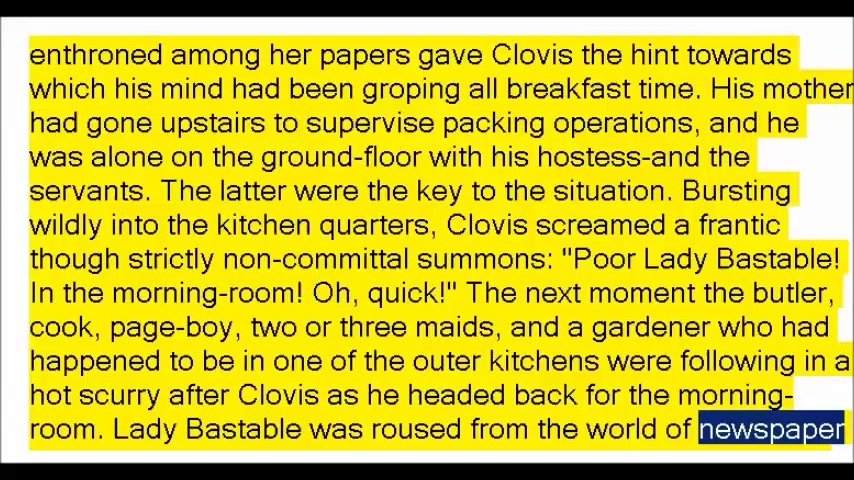 enthroned among her papers gave Clovis the hint towards
which his mind had been groping all breakfast time. His mother
had gone upstairs to supervise packing operations, and he
was alone on the ground-floor with his hostess-and the
servants. The latter were the key to the situation. Bursting
wildly into the kitchen quarters, Clovis screamed a frantic
though strictly non-committal summons: "Poor Lady Bastable!
In the morning-room! Oh, quick!" The next moment the butler,
cook, page-boy, two or three maids, and a gardener who had
happened to be in one of the outer kitchens were following in a
hot scurry after Clovis as he headed back for the morning-
room. Lady Bastable was roused from the world of newspaper